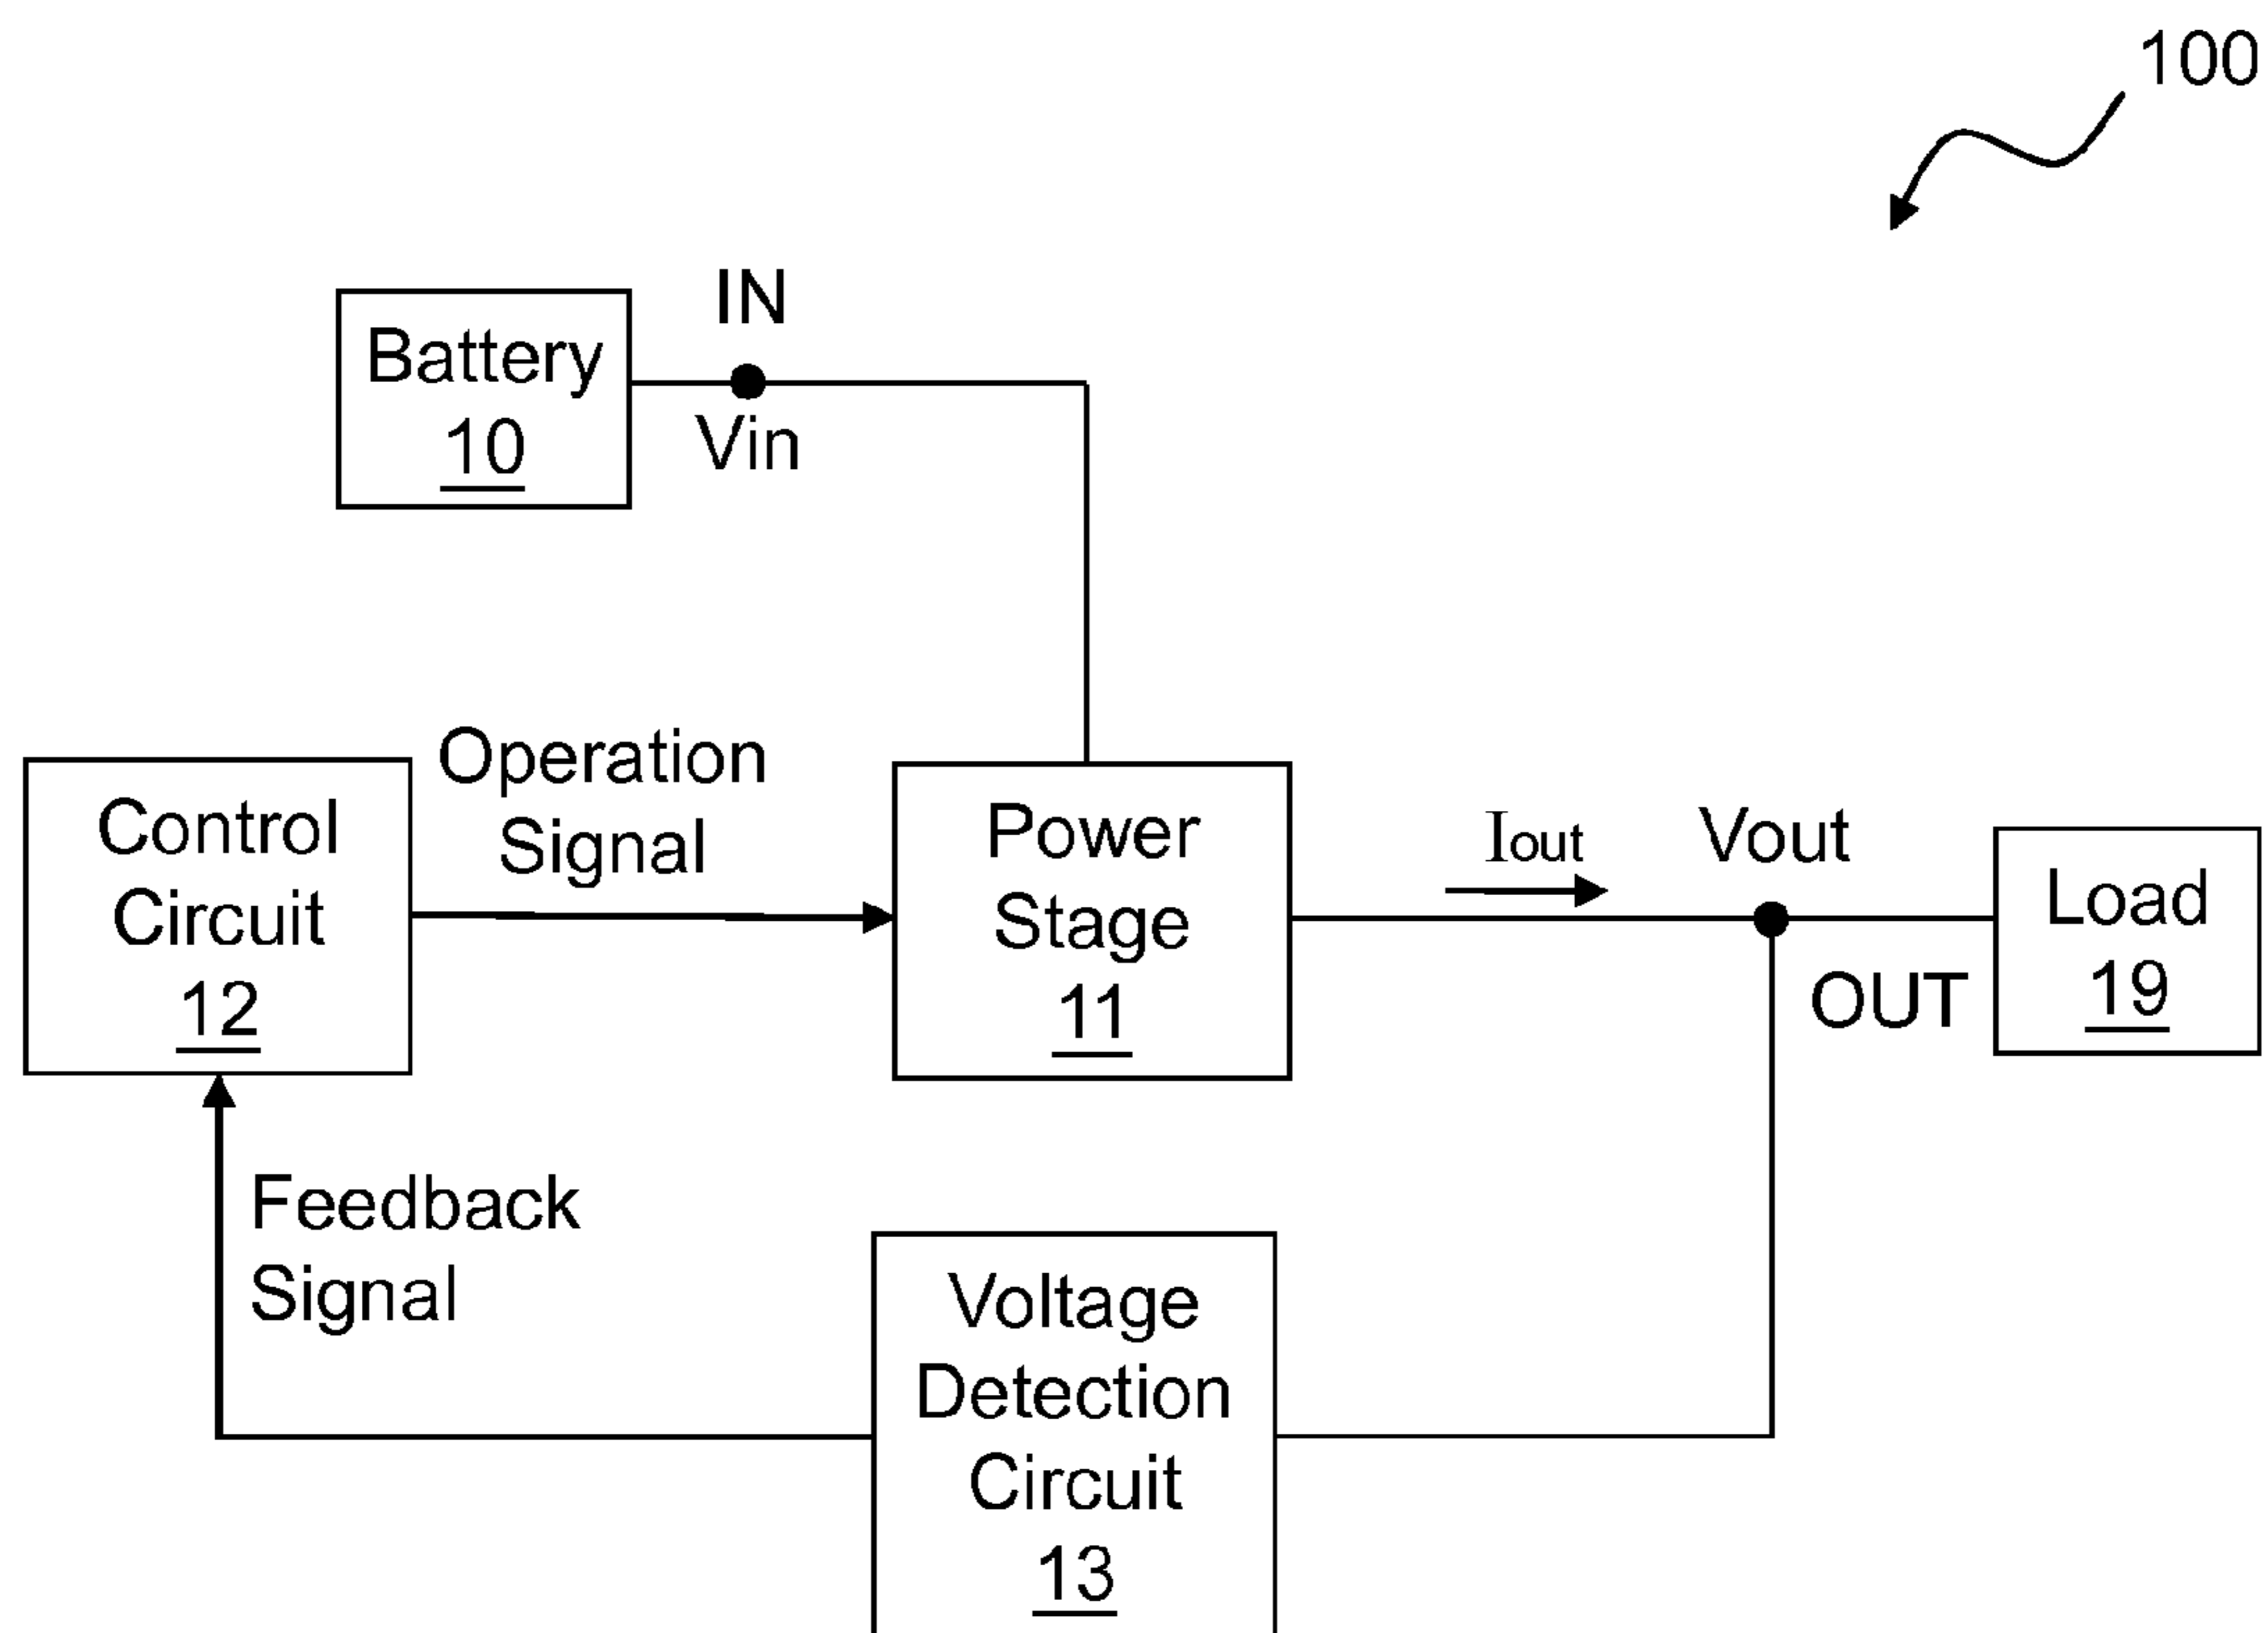 100
IN
Battery
10
Vin
Operation
Signal
Control
Circuit
12
Power
Stage
11
Iout
Vout
OUT
Load
19
Feedback
Signal
Voltage
Detection
Circuit
13